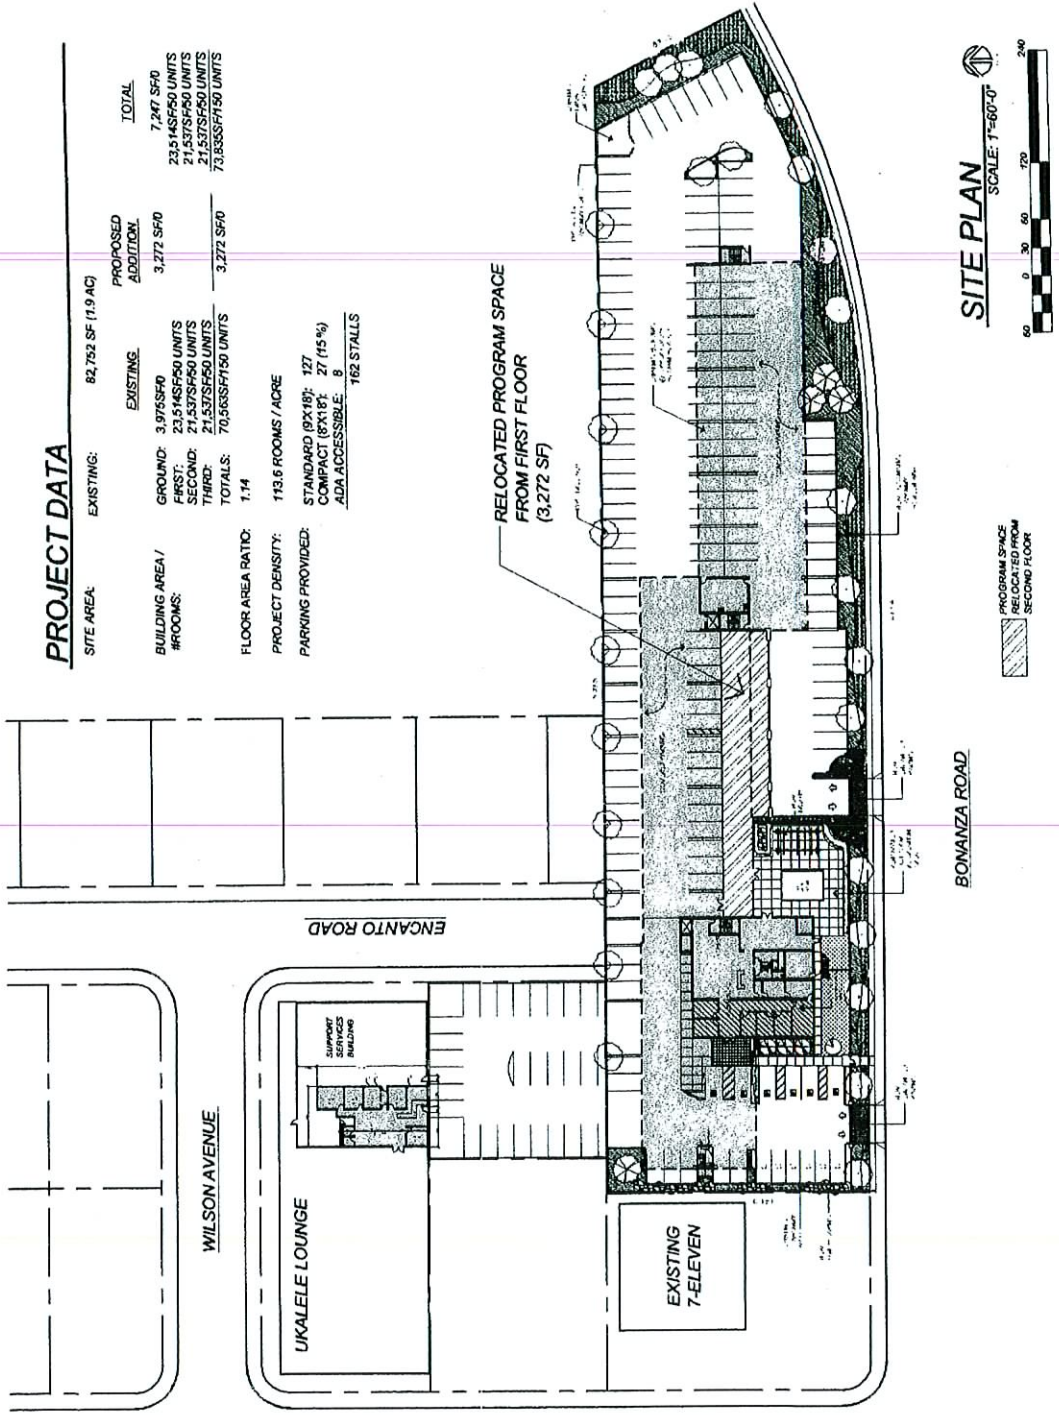 PROJECT DATA
SITE AREA: EXISTING: 82,752 SF (1.9 AC)
EXISTING PROPOSED ADDITION TOTAL
BUILDING AREA / #ROOMS:
GROUND: 3,975SF/0 3,272 SF/0 7,247 SF/0
FIRST: 23,514SF/50 UNITS 23,514SF/50 UNITS
SECOND: 21,537SF/50 UNITS 21,537SF/50 UNITS
THIRD: 21,537SF/50 UNITS 21,537SF/50 UNITS
TOTALS: 70,563SF/150 UNITS 3,272 SF/0 73,835SF/150 UNITS
FLOOR AREA RATIO: 1.14
PROJECT DENSITY: 113.6 ROOMS / ACRE
PARKING PROVIDED: STANDARD (9'X18'): 127
COMPACT (8'X18'): 27 (15 %)
ADA ACCESSIBLE: 8
162 STALLS
RELOCATED PROGRAM SPACE
FROM FIRST FLOOR
(3,272 SF)
ENCANTO ROAD
WILSON AVENUE
SUPPORT
SERVICES
BUILDING
UKALELE LOUNGE
EXISTING
7-ELEVEN
BONANZA ROAD
PROGRAM SPACE
RELOCATED FROM
SECOND FLOOR
SITE PLAN
SCALE: 1"=60'-0"
60 0 30 60 120 240